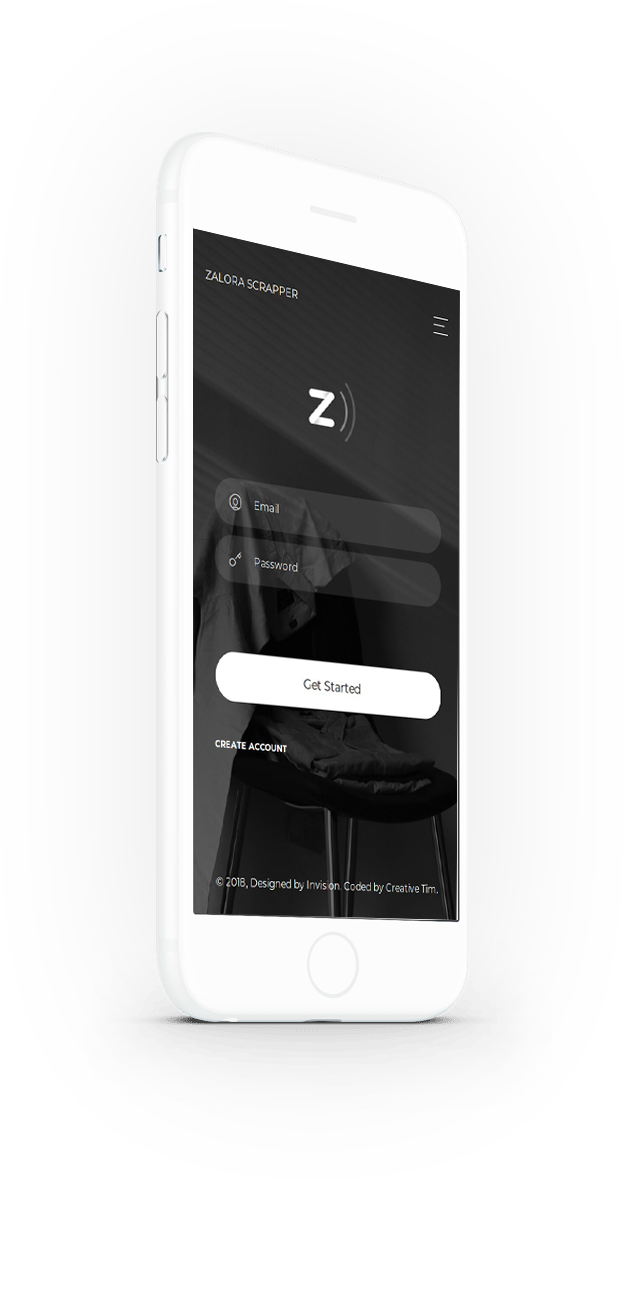 ZALORA SCRAPPER
Z
Email
Password
Get Started
CREATE ACCOUNT
© 2018, Designed by Invision. Coded by Creative Tim.